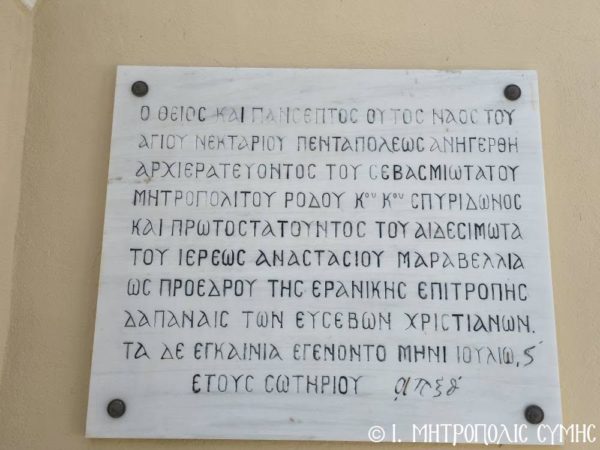 Ο ΘΕΙΟΣ ΚΑΙ ΠΑΝΣΕΠΤΟΣ ΟΥΤΟΣ ΝΑΟΣ ΤΟΥ
ΑΓΙΟΥ ΝΕΚΤΑΡΙΟΥ ΠΕΝΤΑΠΟΛΕΩΣ ΑΝΗΓΕΡΘΗ
ΑΡΧΙΕΡΑΤΕΥΟΝΤΟΣ ΤΟΥ ΣΕΒΑΣΜΙΩΤΑΤΟΥ
ΜΗΤΡΟΠΟΛΙΤΟΥ ΡΟΔΟΥ Κου Κου ΣΠΥΡΙΔΩΝΟΣ
ΚΑΙ ΠΡΩΤΟΣΤΑΤΟΥΝΤΟΣ ΤΟΥ ΑΙΔΕΣΙΜΩΤΑ
ΤΟΥ ΙΕΡΕΩΣ ΑΝΑΣΤΑΣΙΟΥ ΜΑΡΑΒΕΛΛΙΑ
ΩΣ ΠΡΟΕΔΡΟΥ ΤΗΣ ΕΡΑΝΙΚΗΣ ΕΠΙΤΡΟΠΗΣ
ΔΑΠΑΝΑΙΣ ΤΩΝ ΕΥΣΕΒΩΝ ΧΡΙΣΤΙΑΝΩΝ.
ΤΑ ΔΕ ΕΓΚΑΙΝΙΑ ΕΓΕΝΟΝΤΟ ΜΗΝΙ ΙΟΥΛΙΩ, 5
ΕΤΟΥΣ ΣΩΤΗΡΙΟΥ
© Ι. ΜΗΤΡΟΠΟΛΙΣ ΣΥΜΗΣ